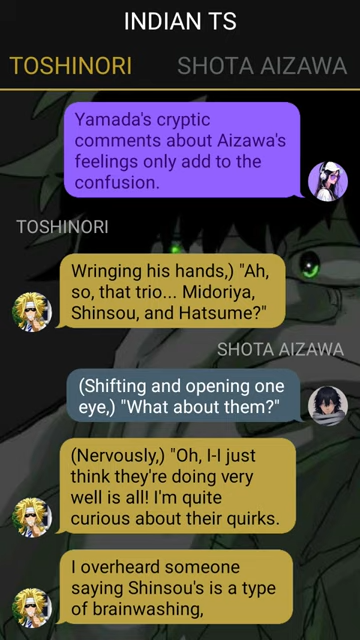 INDIAN TS
TOSHINORI SHOTA AIZAWA
Yamada's cryptic
comments about Aizawa's
feelings only add to the
confusion.
TOSHINORI
Wringing his hands,) "Ah,
so, that trio... Midoriya,
Shinsou, and Hatsume?"
SHOTA AIZAWA
(Shifting and opening one
eye,) "What about them?"
(Nervously,) "Oh, I-I just
think they're doing very
well is all! I'm quite
curious about their quirks.
I overheard someone
saying Shinsou's is a type
of brainwashing,